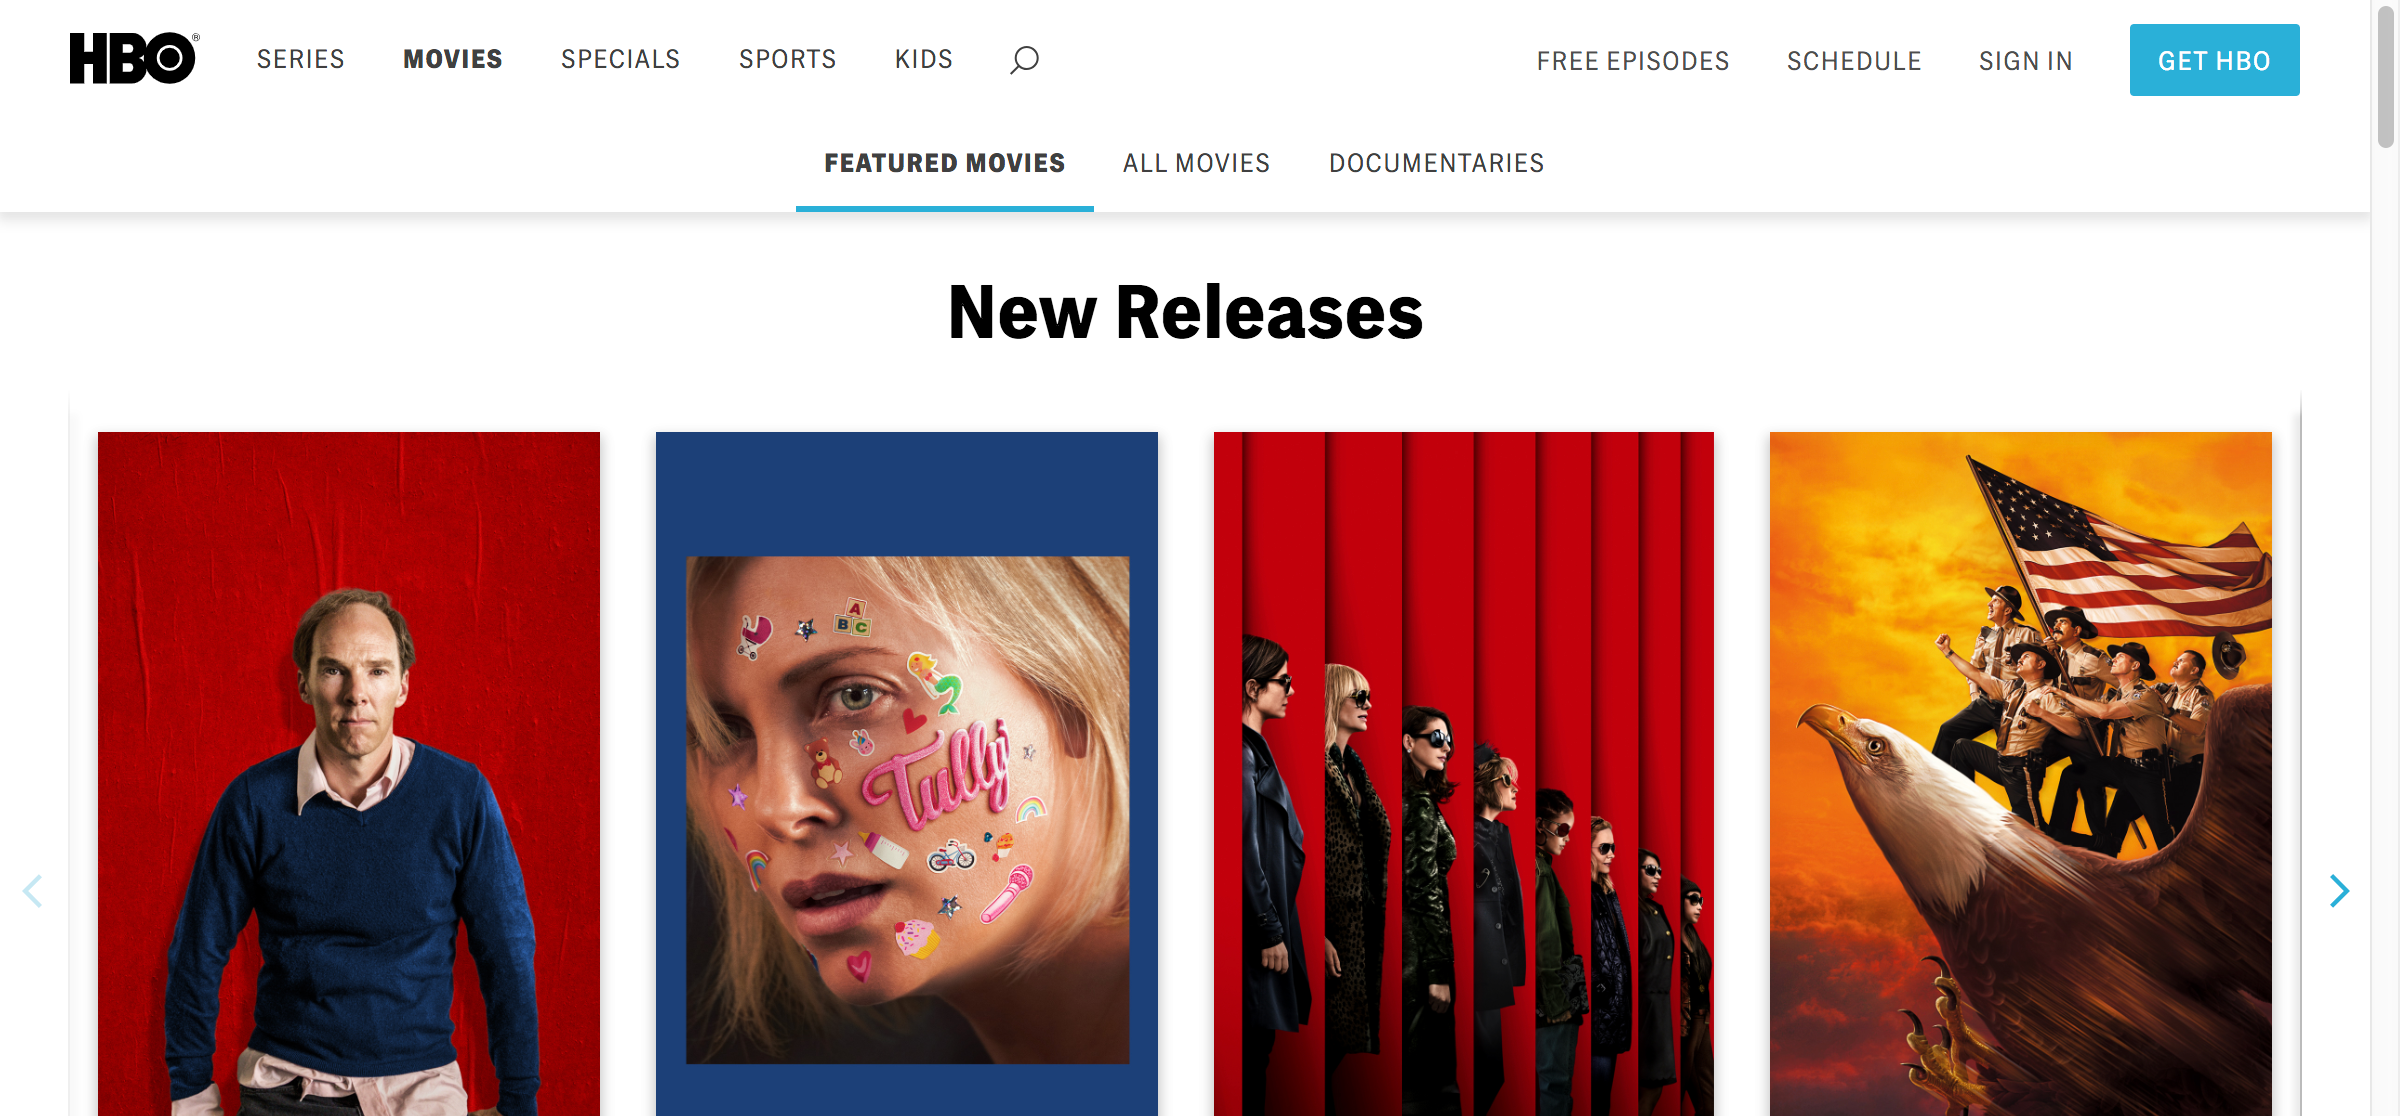 HBO®
SERIES
MOVIES
SPECIALS
SPORTS
KIDS
FREE EPISODES
SCHEDULE
SIGN IN
GET HBO
FEATURED MOVIES
ALL MOVIES
DOCUMENTARIES
New Releases
A
B C
Tully